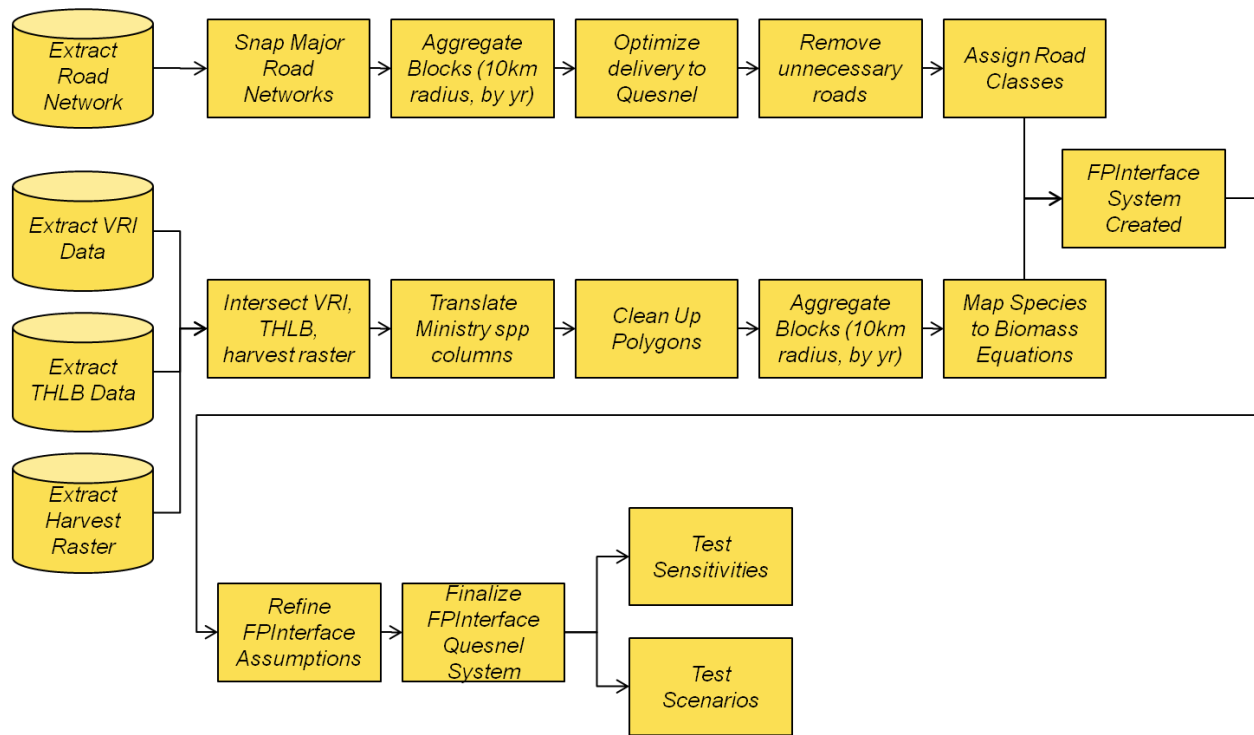 Extract
Road
Network
Snap Major
Road
Networks
Aggregate
Blocks (10km
radius, by yr)
Optimize
delivery to
Quesnel
Remove
unnecessary
roads
Assign Road
Classes
FPInterface
System
Created
Extract VRI
Data
Extract
THLB Data
Extract
Harvest
Raster
Intersect VRI,
THLB,
harvest raster
Translate
Ministry spp
columns
Clean Up
Polygons
Aggregate
Blocks (10km
radius, by yr)
Map Species
to Biomass
Equations
Refine
FPInterface
Assumptions
Finalize
FPInterface
Quesnel
System
Test
Sensitivities
Test
Scenarios